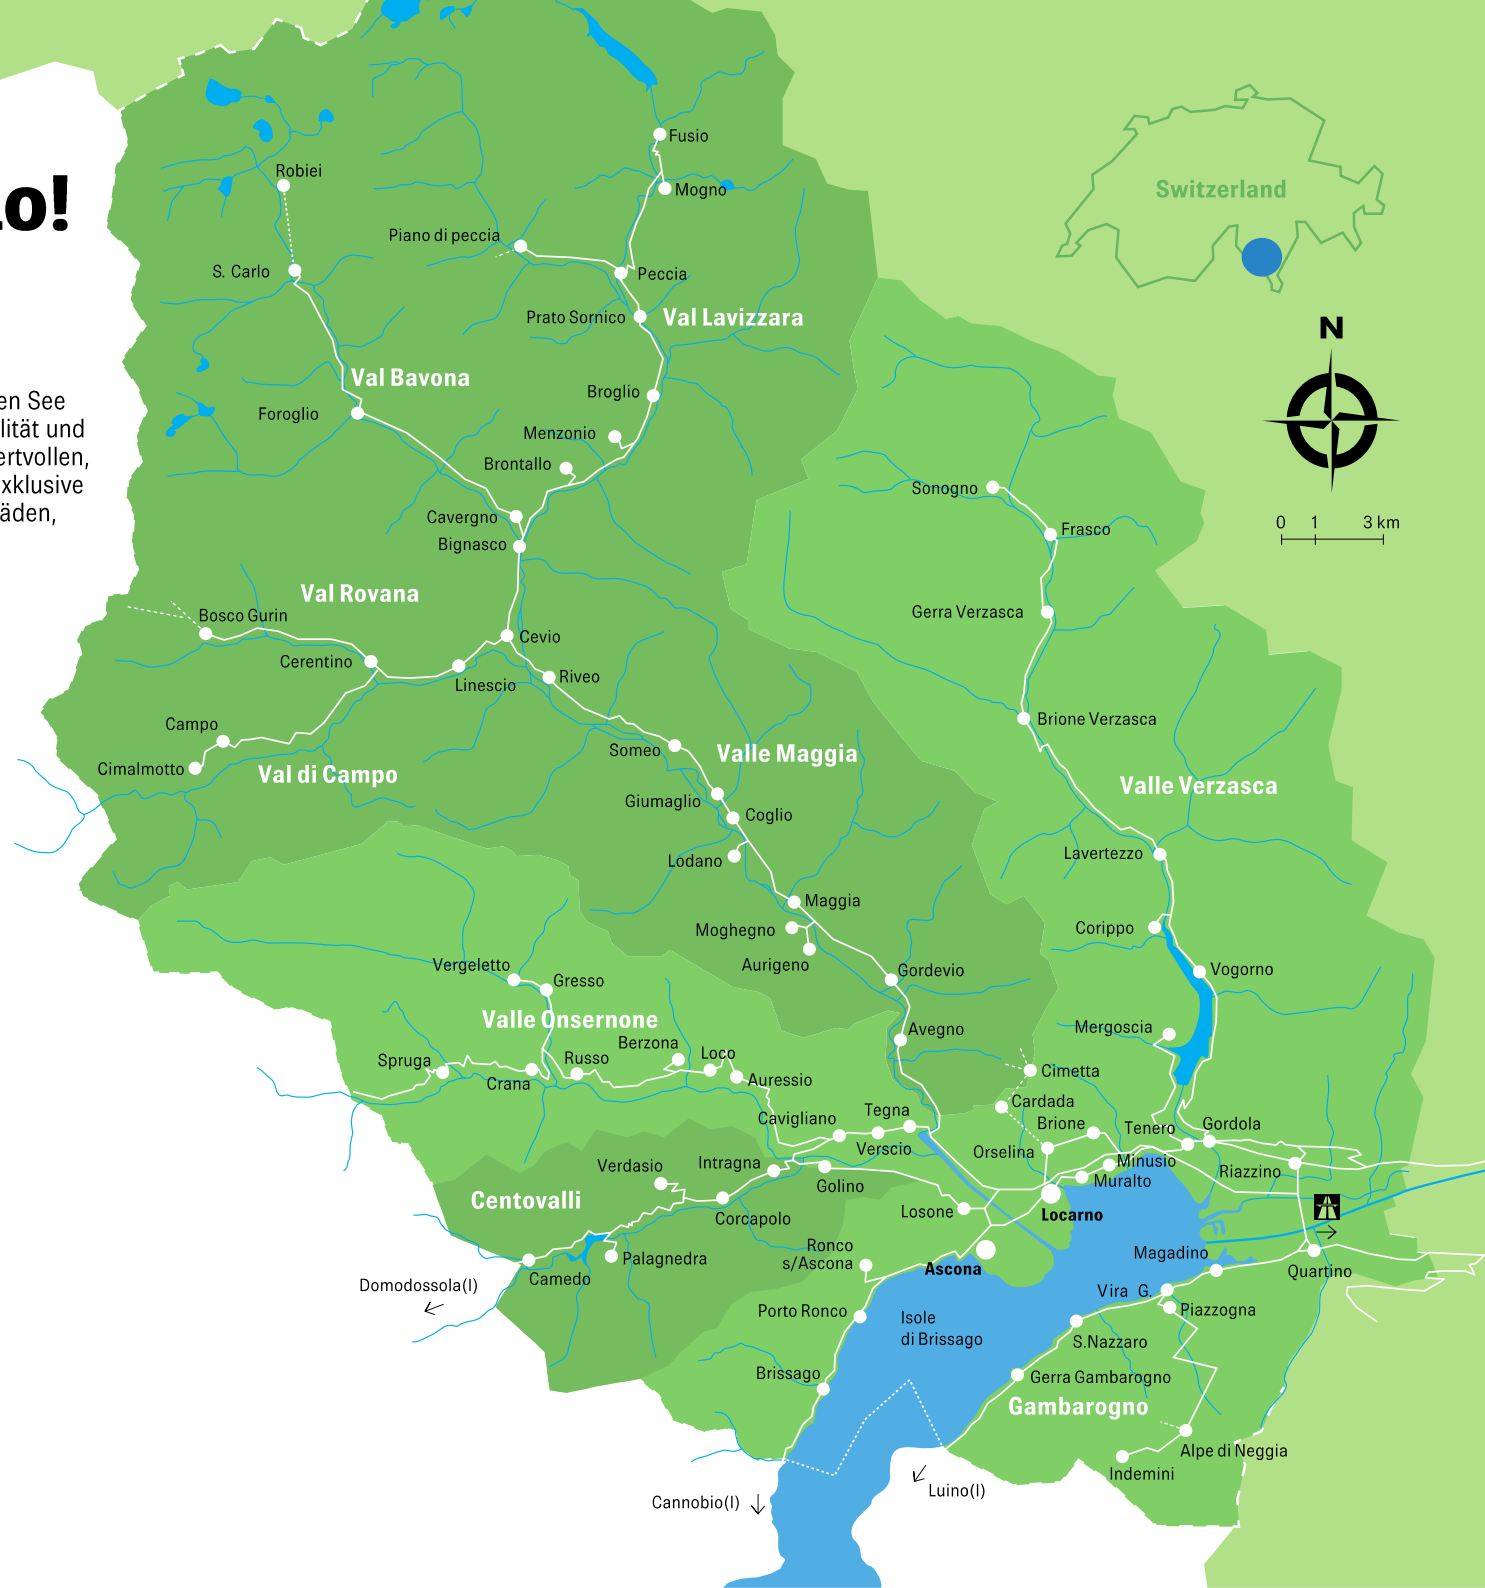 o!
en See
lität und
ertvollen,
xklusive
äden,
Fusio
Mogno
Robiei
Piano di peccia
S. Carlo
Peccia
Prato Sornico
Val Lavizzara
Val Bavona
Broglio
Foroglio
Menzonio
Brontallo
Cavergno
Bignasco
Val Rovana
Bosco Gurin
Cevio
Cerentino
Linescio
Riveo
Campo
Someo
Valle Maggia
Cimalmotto
Val di Campo
Giumaglio
Coglio
Lodano
Maggia
Moghegno
Aurigeno
Gordevio
Avegno
Switzerland
N
0 1 3 km
Sonogno
Frasco
Gerra Verzasca
Brione Verzasca
Valle Verzasca
Lavertezzo
Corippo
Vogorno
Mergoscia
Vergeletto
Gresso
Valle Onsernone
Berzona
Loco
Spruga
Russo
Crana
Auressio
Cimetta
Cardada
Cavigliano
Tegna
Brione
Tenero
Gordola
Verscio
Orselina
Minusio
Riazzino
Verdasio
Intragna
Golino
Muralto
Centovalli
Corcapolo
Losone
Locarno
Ronco
s/Ascona
Ascona
Magadino
Quartino
Palagnedra
Camedo
Domodossola(I)
Vira G.
Piazzogna
Porto Ronco
Isole
di Brissago
S.Nazzaro
Brissago
Gerra Gambarogno
Gambarogno
Alpe di Neggia
Indemini
Cannobio(I)
Luino(I)